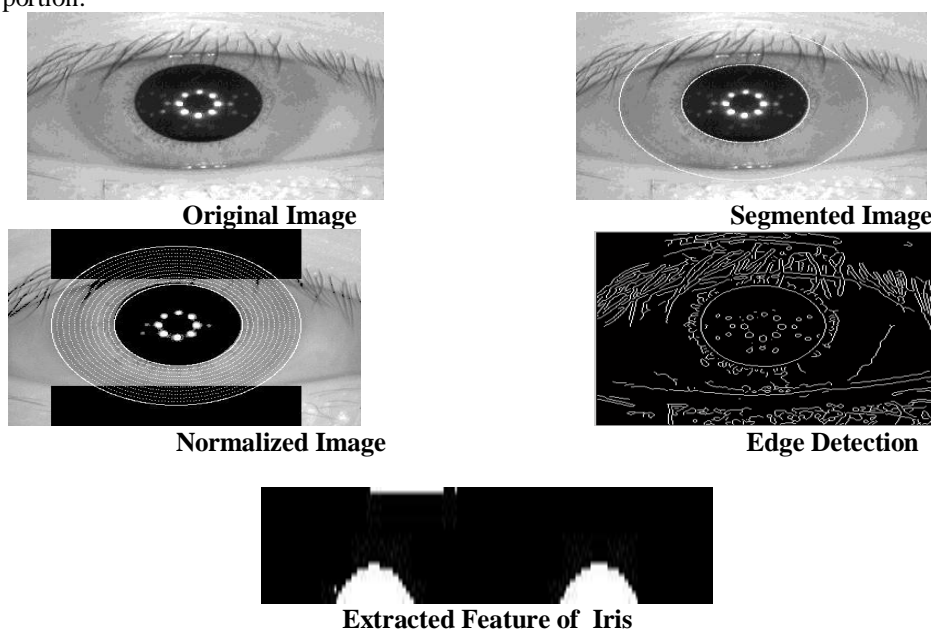 portion.
Original Image
Segmented Image
Normalized Image
Edge Detection
Extracted Feature of Iris